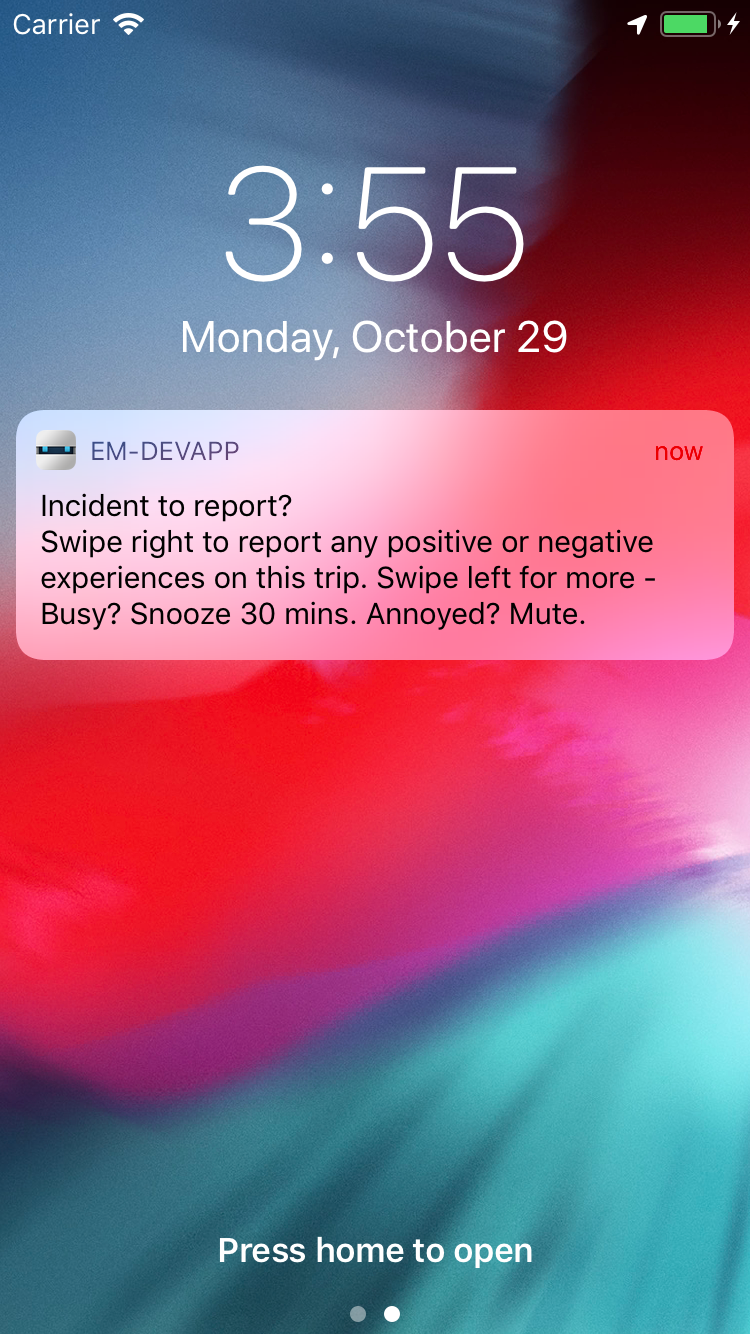 Carrier
3:55
Monday, October 29
EM-DEVAPP now
Incident to report?
Swipe right to report any positive or negative
experiences on this trip. Swipe left for more -
Busy? Snooze 30 mins. Annoyed? Mute.
Press home to open